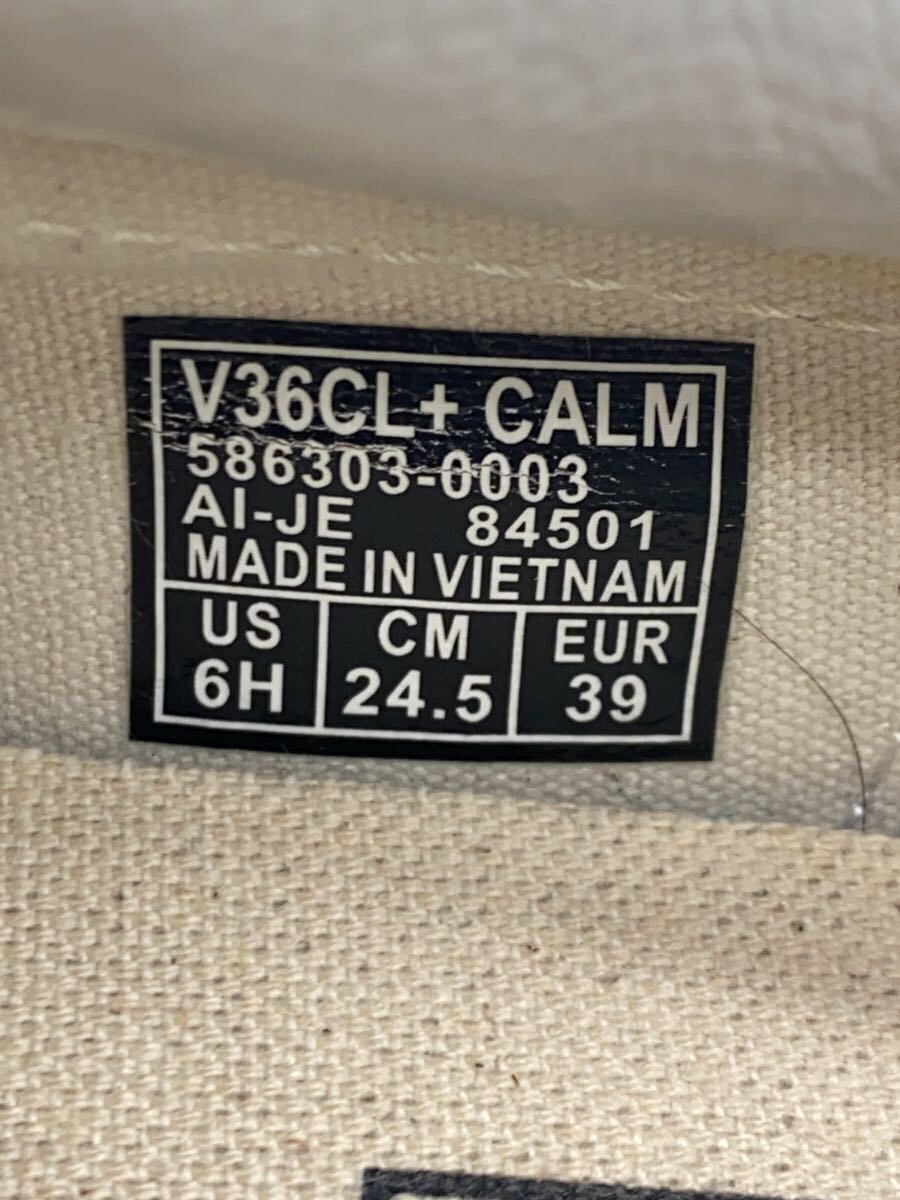 V36CL+ CALM
586303-0003
AI-JE 84501
MADE IN VIETNAM
US CM EUR
6H 24.5 39